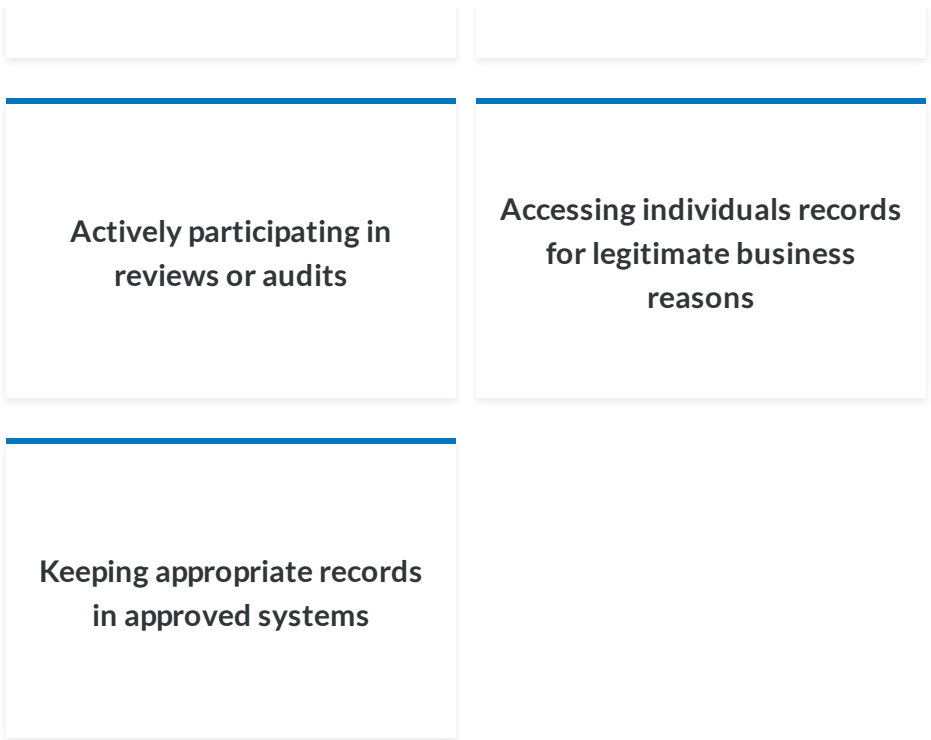 Actively participating in
reviews or audits
Accessing individuals records
for legitimate business
reasons
Keeping appropriate records
in approved systems